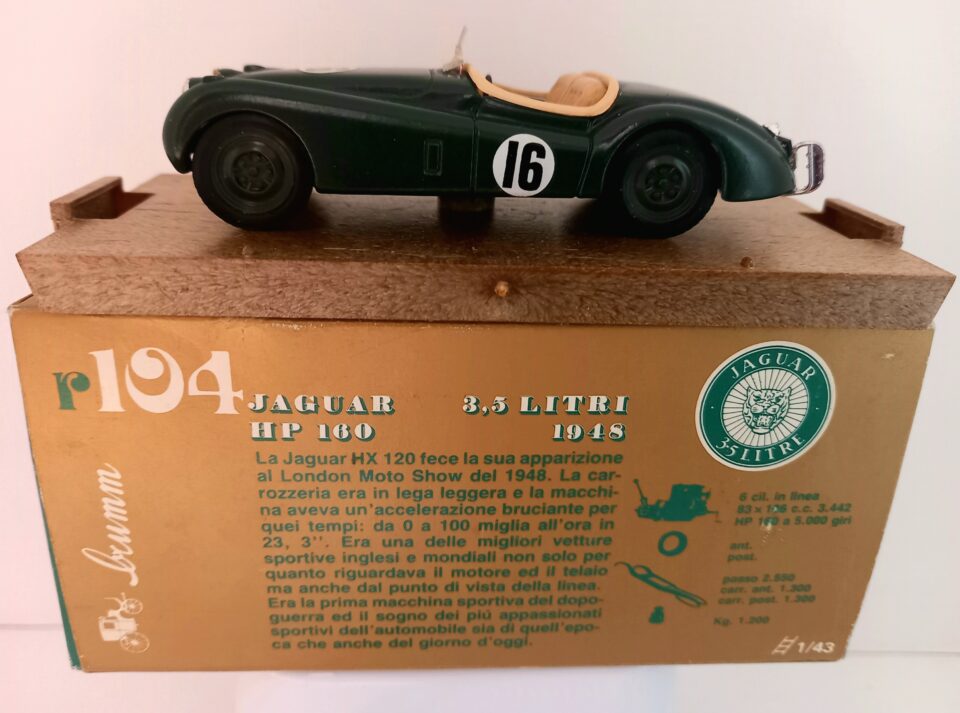 16
r104
JAGUAR 3,5 LITRI
HP 160 1948
La Jaguar HX 120 fece la sua apparizione
al London Moto Show del 1948. La car-
rozzeria era in lega leggera e la macchi-
na aveva un'accelerazione bruciante per
quei tempi: da 0 a 100 miglia all'ora in
23, 3''. Era una delle migliori vetture
sportive inglesi e mondiali non solo per
quanto riguardava il motore ed il telaio
ma anche dal punto di vista della linea.
Era la prima macchina sportiva del dopo-
guerra ed il sogno dei più appassionati
sportivi dell'automobile sia di quell'epo-
ca che anche del giorno d'oggi.
brumm
JAGUAR
3,5 LITRE
6 cil. in linea
83 x 106 c.c. 3.442
HP 160 a 5.000 giri
ant.
post.
passo 2.550
carr. ant. 1.300
carr. post. 1.300
Kg. 1.200
1/43